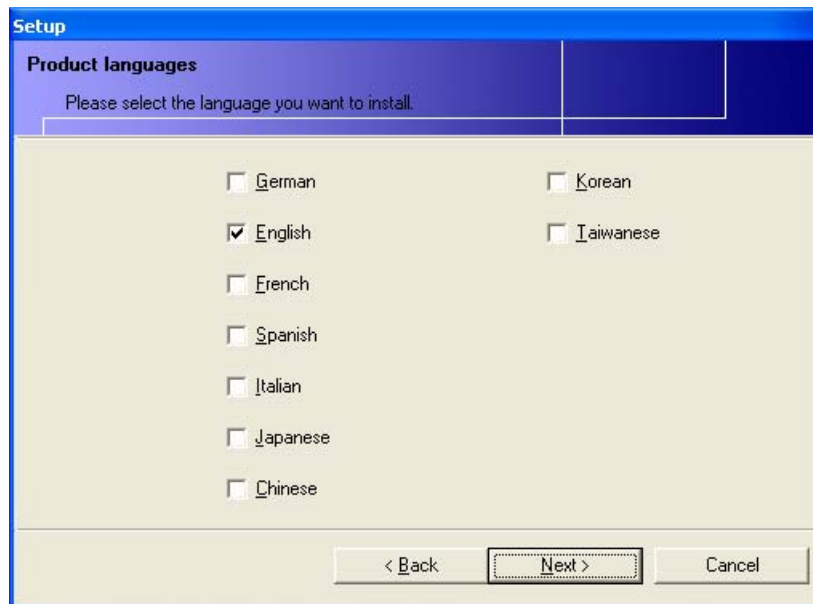 Setup
Product languages
Please select the language you want to install.
German
English
French
Spanish
Italian
Japanese
Chinese
Korean
Taiwanese
< Back
Next >
Cancel